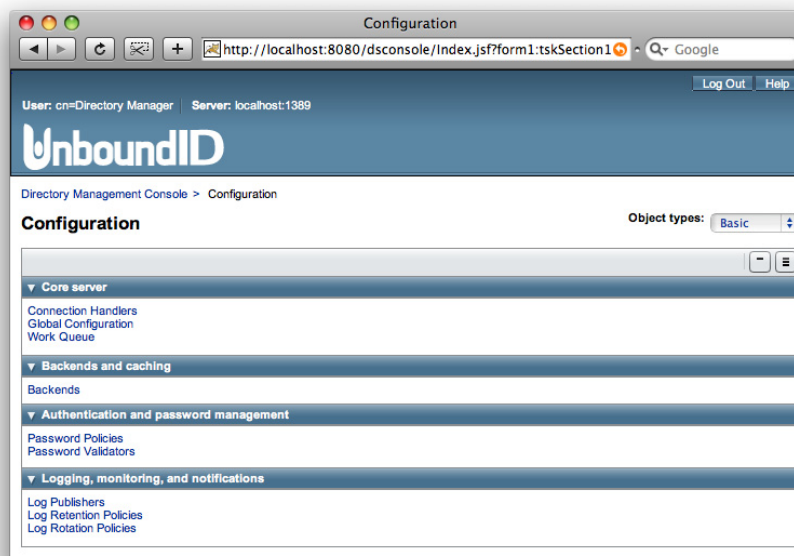 Configuration
http://localhost:8080/dsconsole/Index.jsf?form1:tskSection1
Google
Log Out Help
User: cn=Directory Manager Server: localhost:1389
UnboundID
Directory Management Console > Configuration
Configuration
Object types: Basic
Core server
Connection Handlers
Global Configuration
Work Queue
Backends and caching
Backends
Authentication and password management
Password Policies
Password Validators
Logging, monitoring, and notifications
Log Publishers
Log Retention Policies
Log Rotation Policies